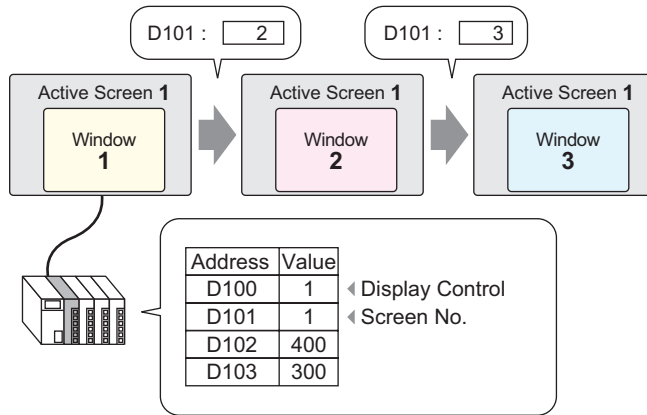 D101 : 2
D101 : 3
Active Screen 1
Window
1
Active Screen 1
Window
2
Active Screen 1
Window
3
Address Value
D100 1 Display Control
D101 1 Screen No.
D102 400
D103 300